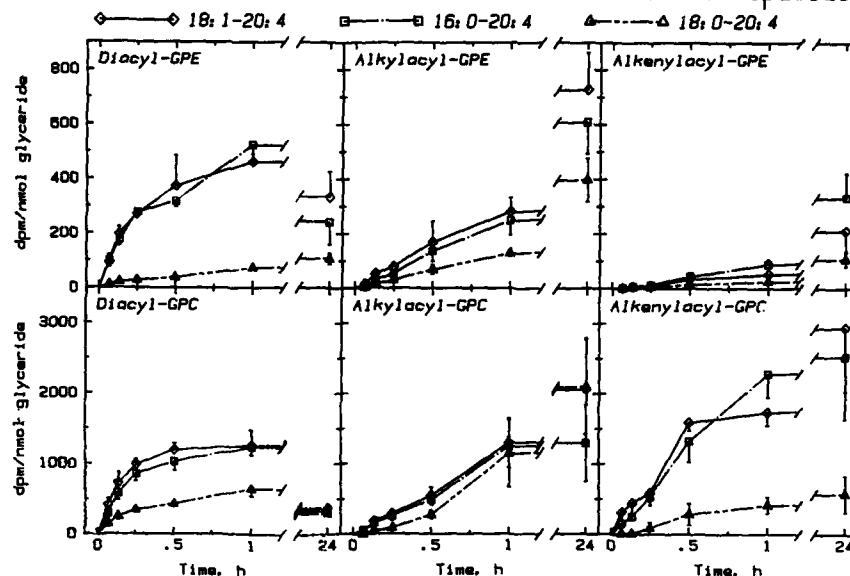 18:1-20:4 16:0-20:4 18:0-20:4
Diacyl-GPE Alkylacyl-GPE Alkenylacyl-GPE
dpm/nmol glyceride
800
600
400
200
0
Diacyl-GPC Alkylacyl-GPC Alkenylacyl-GPC
dpm/nmol glyceride
3000
2000
1000
0
0 .5 1 24 0 .5 1 24 0 .5 1 24
Time, h Time, h Time, h